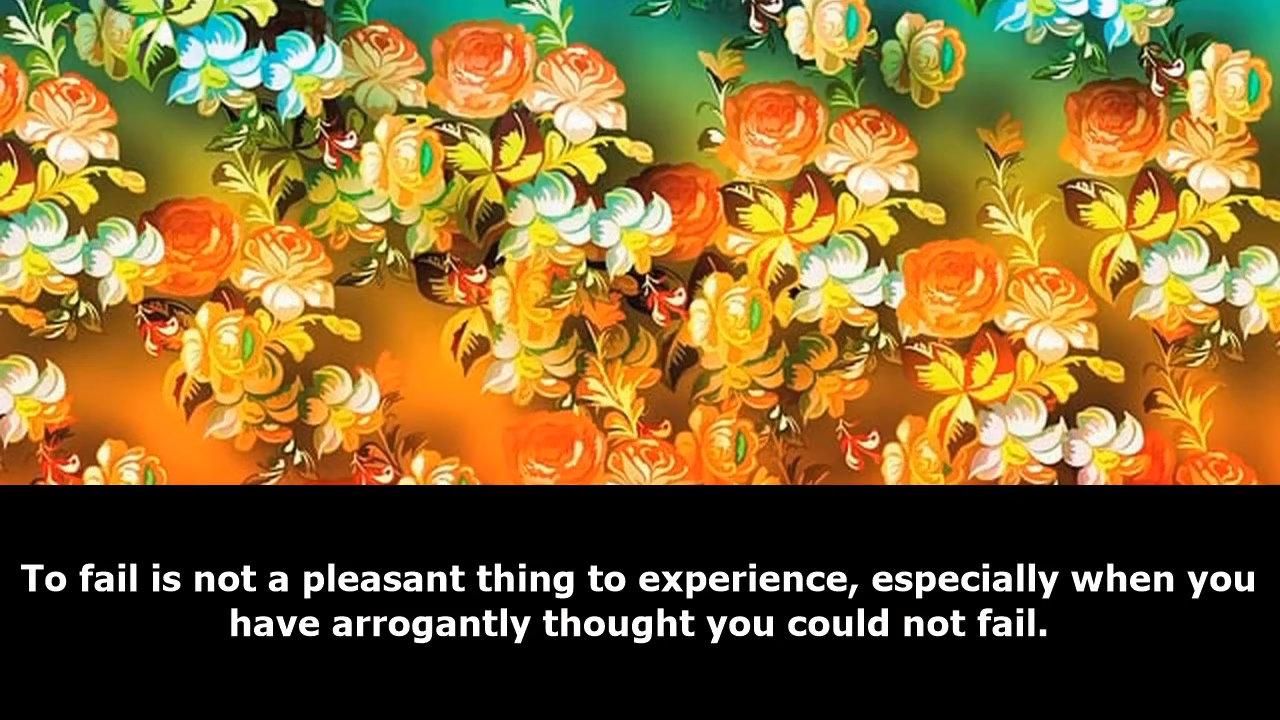 To fail is not a pleasant thing to experience, especially when you
have arrogantly thought you could not fail.